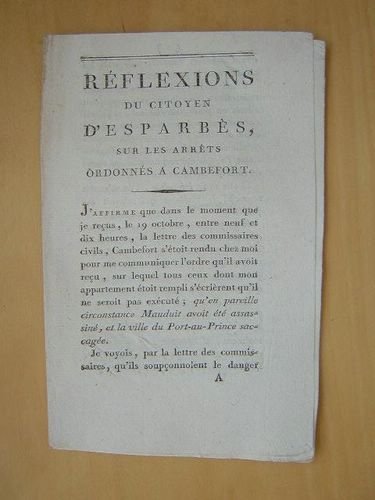 RÉFLEXIONS
DU CITOYEN
D'ESPARBÈS,
SUR LES ARRÊTS
ORDONNÉS A CAMBEFORT.
J'AFFIRME que dans le moment que
je reçus, le 19 octobre, entre neuf et
dix heures, la lettre des commissaires
civils, Cambefort s'étoit rendu chez moi
pour me communiquer l'ordre qu'il avoit
reçu, sur lequel tous ceux dont mon
appartement étoit rempli s'écrièrent qu'il
ne seroit pas exécuté; qu'en pareille
circonstance Mauduit avoit été assas-
siné, et la ville du Port-au-Prince sac-
cagée.
Je voyois, par la lettre des commis-
saires, qu'ils soupçonnoient le danger
A